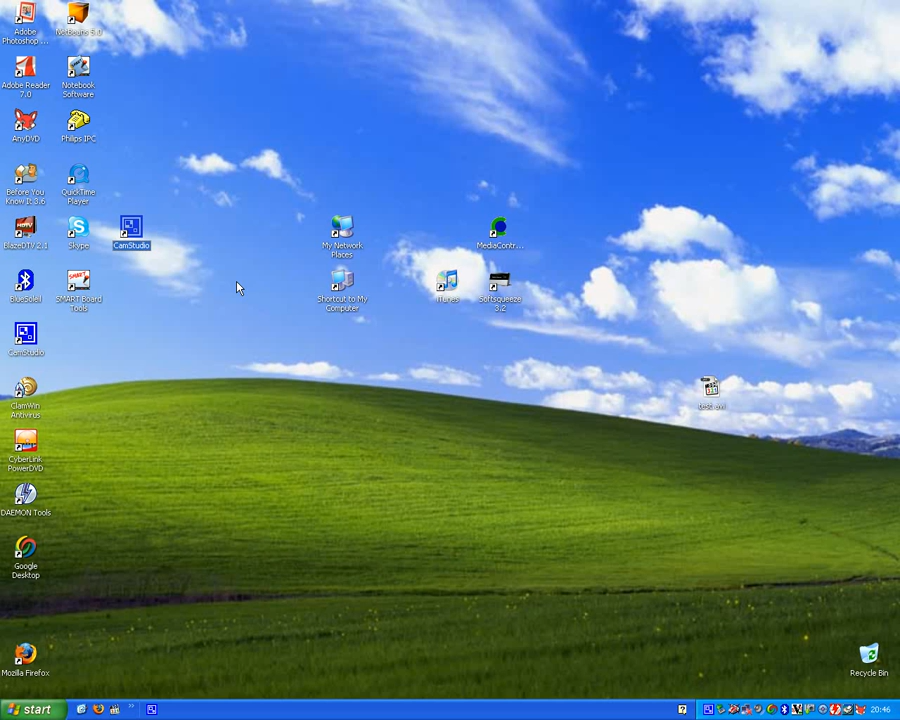 Adobe
Photoshop ...
NetBeans 5.0
Adobe Reader
7.0
Notebook
Software
AnyDVD
Philips IPC
Before You
Know It 3.6
QuickTime
Player
BlazeDTV 2.1
Skype
CamStudio
My Network
Places
MediaContr...
BlueSoleil
SMART Board
Tools
Shortcut to My
Computer
iTunes
Softsqueeze
3.2
CamStudio
ClamWin
Antivirus
test.avi
CyberLink
PowerDVD
DAEMON Tools
Google
Desktop
Mozilla Firefox
Recycle Bin
start
20:46